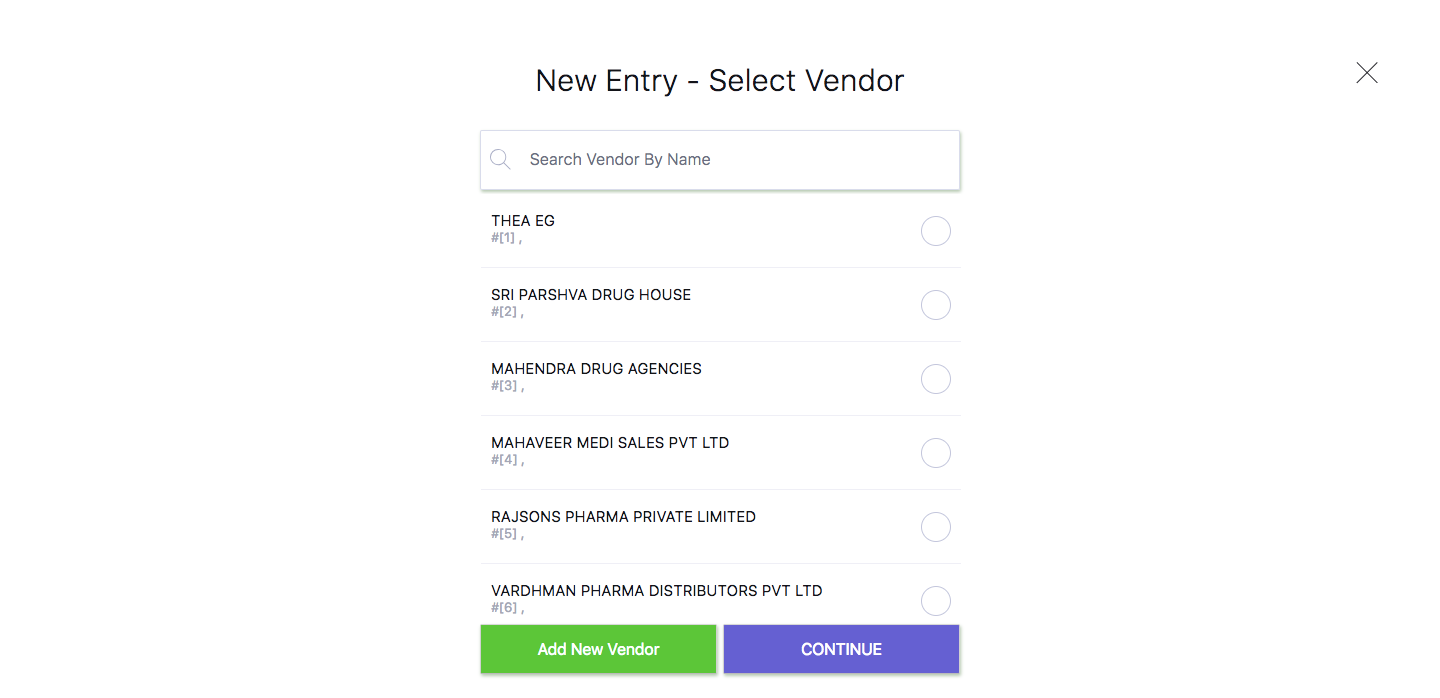 New Entry - Select Vendor
Search Vendor By Name
THEA EG
#[1] ,
SRI PARSHVA DRUG HOUSE
#[2] ,
MAHENDRA DRUG AGENCIES
#[3] ,
MAHAVEER MEDI SALES PVT LTD
#[4] ,
RAJSONS PHARMA PRIVATE LIMITED
#[5] ,
VARDHMAN PHARMA DISTRIBUTORS PVT LTD
#[6] ,
Add New Vendor
CONTINUE